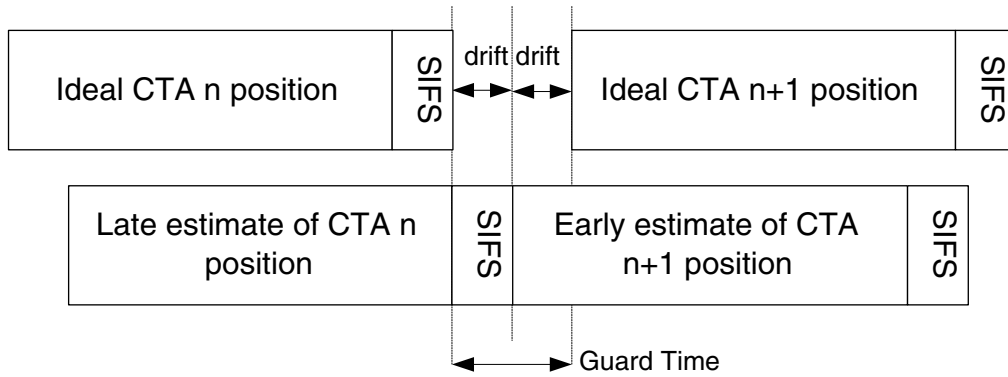 drift drift
Ideal CTA n position
SIFS
Ideal CTA n+1 position
SIFS
Late estimate of CTA n
position
SIFS
Early estimate of CTA
n+1 position
SIFS
Guard Time